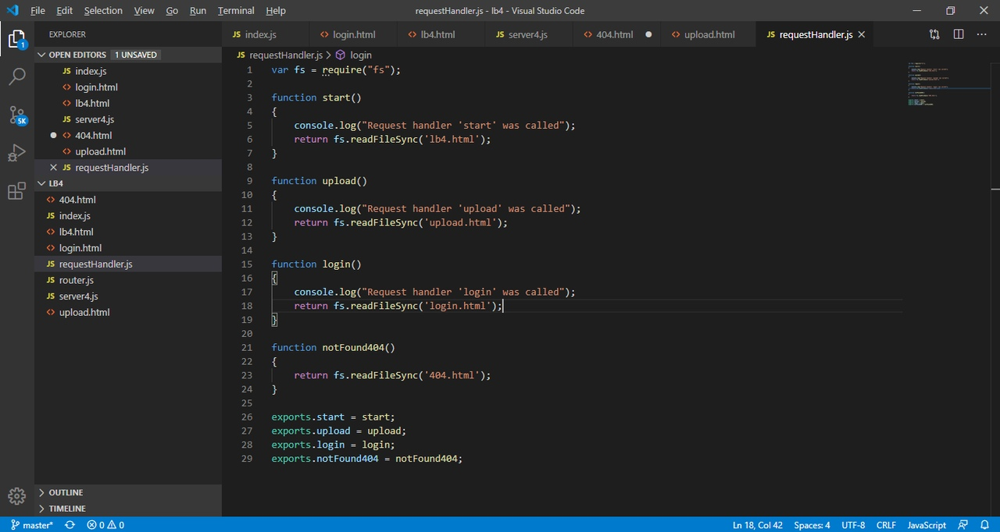 File Edit Selection View Go Run Terminal Help requestHandler.js - lb4 - Visual Studio Code
1
EXPLORER
OPEN EDITORS 1 UNSAVED
JS index.js
<> login.html
<> lb4.html
JS server4.js
<> 404.html
<> upload.html
JS requestHandler.js
LB4
<> 404.html
JS index.js
<> lb4.html
<> login.html
JS requestHandler.js
JS router.js
JS server4.js
<> upload.html
5K
OUTLINE
TIMELINE
JS index.js <> login.html <> lb4.html JS server4.js <> 404.html <> upload.html JS requestHandler.js
JS requestHandler.js > login
1 var fs = require("fs");
2
3 function start()
4 {
5 console.log("Request handler 'start' was called");
6 return fs.readFileSync('lb4.html');
7 }
8
9 function upload()
10 {
11 console.log("Request handler 'upload' was called");
12 return fs.readFileSync('upload.html');
13 }
14
15 function login()
16 {
17 console.log("Request handler 'login' was called");
18 return fs.readFileSync('login.html');
19 }
20
21 function notFound404()
22 {
23 return fs.readFileSync('404.html');
24 }
25
26 exports.start = start;
27 exports.upload = upload;
28 exports.login = login;
29 exports.notFound404 = notFound404;
master* 0 0 Ln 18, Col 42 Spaces: 4 UTF-8 CRLF JavaScript